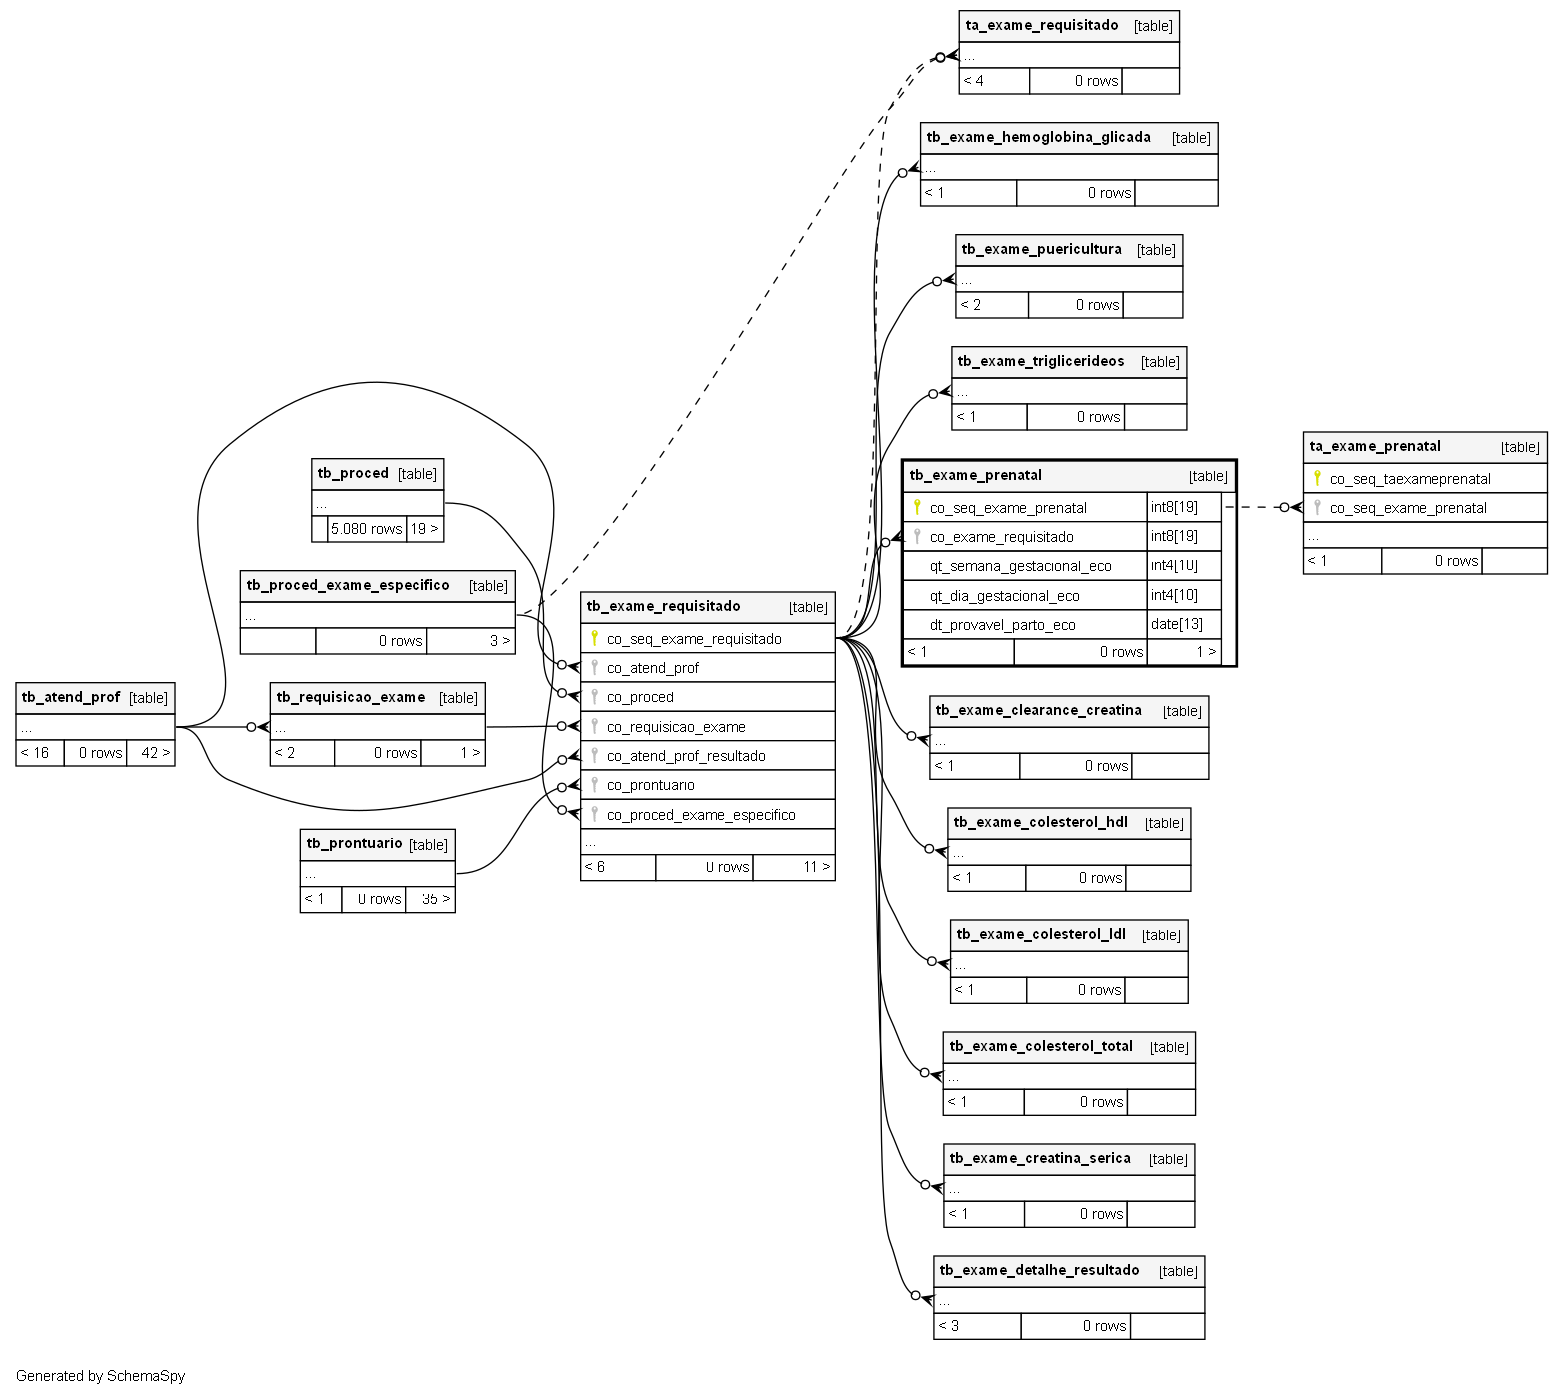 ta_exame_requisitado [table]
...
< 4 0 rows
tb_exame_hemoglobina_glicada [table]
...
< 1 0 rows
tb_exame_puericultura [table]
...
< 2 0 rows
tb_exame_triglicerideos [table]
...
< 1 0 rows
ta_exame_prenatal [table]
co_seq_taexameprenatal
co_seq_exame_prenatal
...
< 1 0 rows
tb_exame_prenatal [table]
co_seq_exame_prenatal int8[19]
co_exame_requisitado int8[19]
qt_semana_gestacional_eco int4[10]
qt_dia_gestacional_eco int4[10]
dt_provavel_parto_eco date[13]
< 1 0 rows 1 >
tb_proced [table]
...
5.080 rows 19 >
tb_proced_exame_especifico [table]
...
0 rows 3 >
tb_exame_requisitado [table]
co_seq_exame_requisitado
co_atend_prof
co_proced
co_requisicao_exame
co_atend_prof_resultado
co_prontuario
co_proced_exame_especifico
...
< 6 0 rows 11 >
tb_atend_prof [table]
...
< 16 0 rows 42 >
tb_requisicao_exame [table]
...
< 2 0 rows 1 >
tb_prontuario [table]
...
< 1 0 rows 35 >
tb_exame_clearance_creatina [table]
...
< 1 0 rows
tb_exame_colesterol_hdl [table]
...
< 1 0 rows
tb_exame_colesterol_ldl [table]
...
< 1 0 rows
tb_exame_colesterol_total [table]
...
< 1 0 rows
tb_exame_creatina_serica [table]
...
< 1 0 rows
tb_exame_detalhe_resultado [table]
...
< 3 0 rows
Generated by SchemaSpy